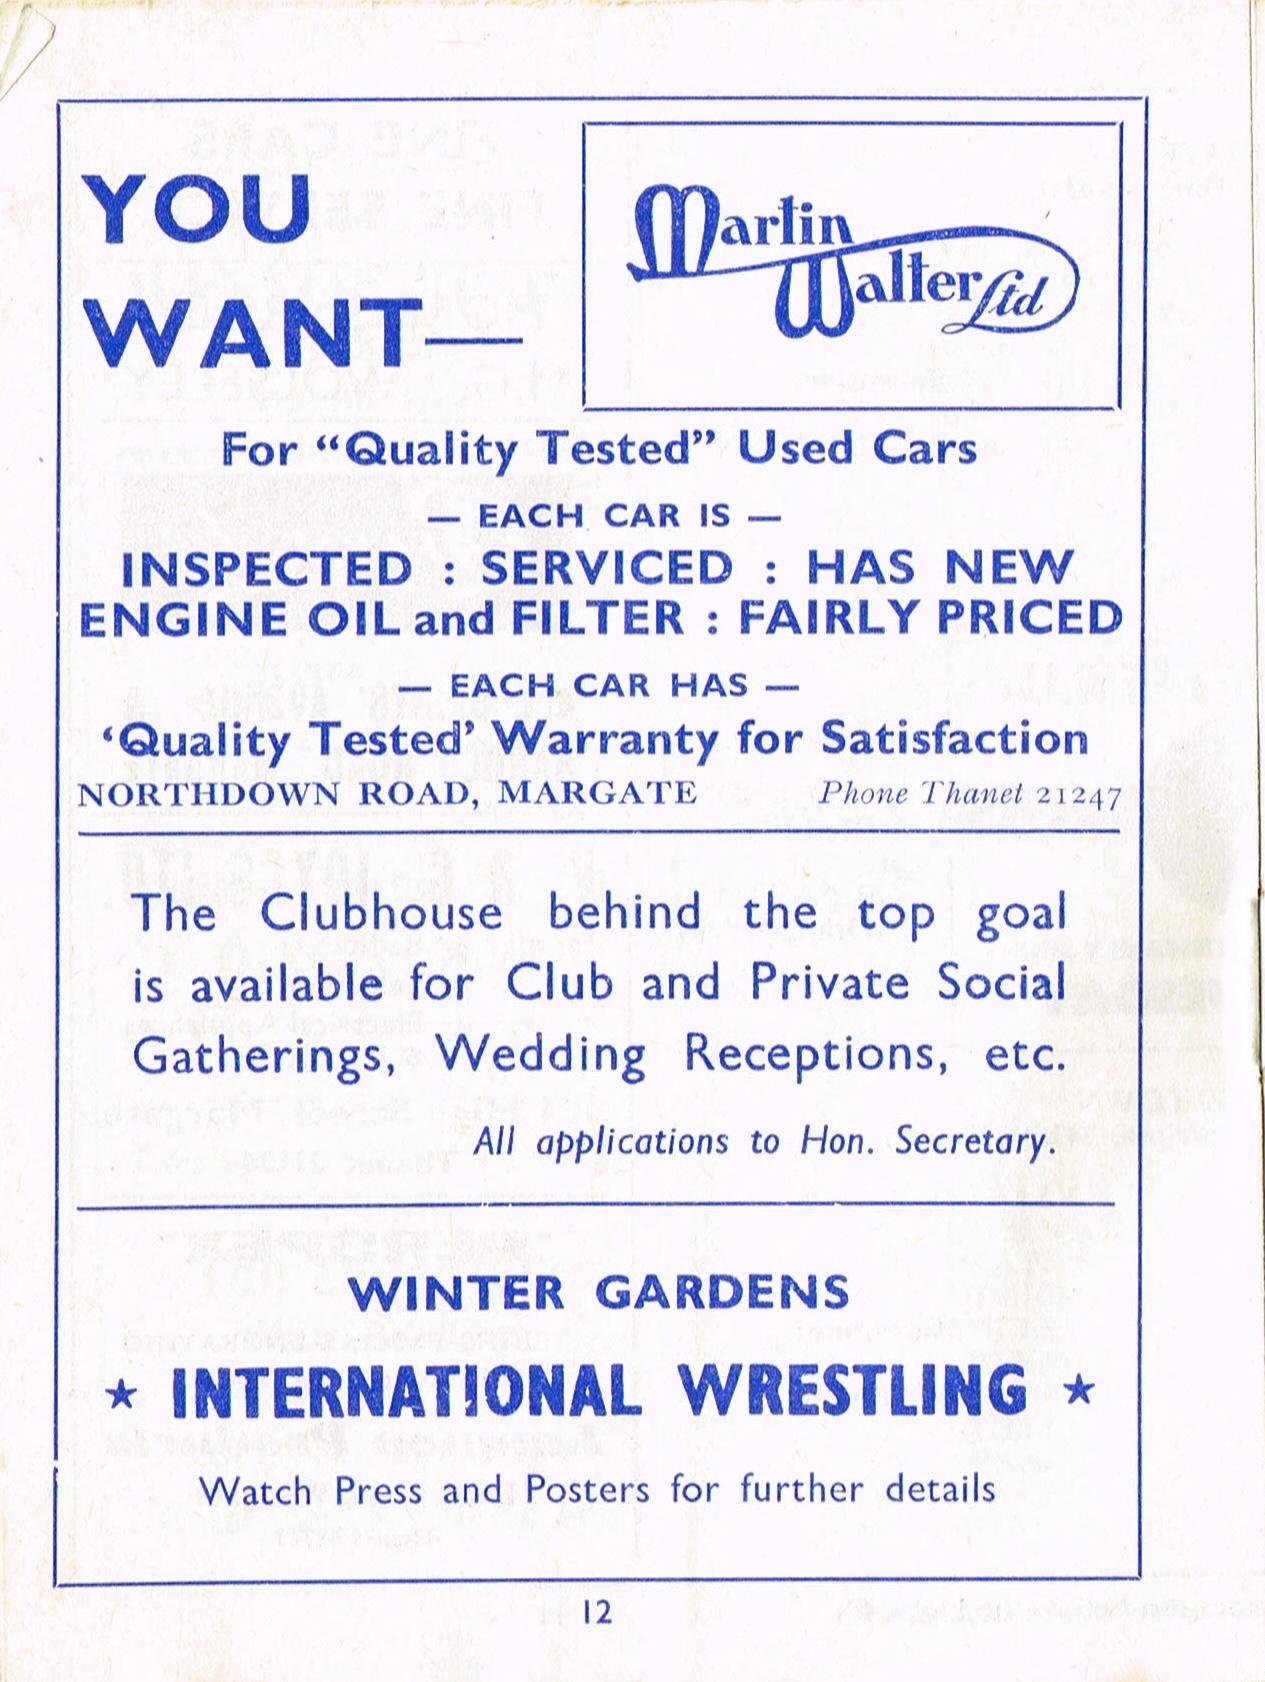 YOU
WANT—
Martin
Walter Ltd
For “Quality Tested” Used Cars
— EACH CAR IS —
INSPECTED : SERVICED : HAS NEW
ENGINE OIL and FILTER : FAIRLY PRICED
— EACH CAR HAS —
‘Quality Tested’ Warranty for Satisfaction
NORTHDOWN ROAD, MARGATE Phone Thanet 21247
The Clubhouse behind the top goal
is available for Club and Private Social
Gatherings, Wedding Receptions, etc.
All applications to Hon. Secretary.
WINTER GARDENS
★ INTERNATIONAL WRESTLING ★
Watch Press and Posters for further details
12